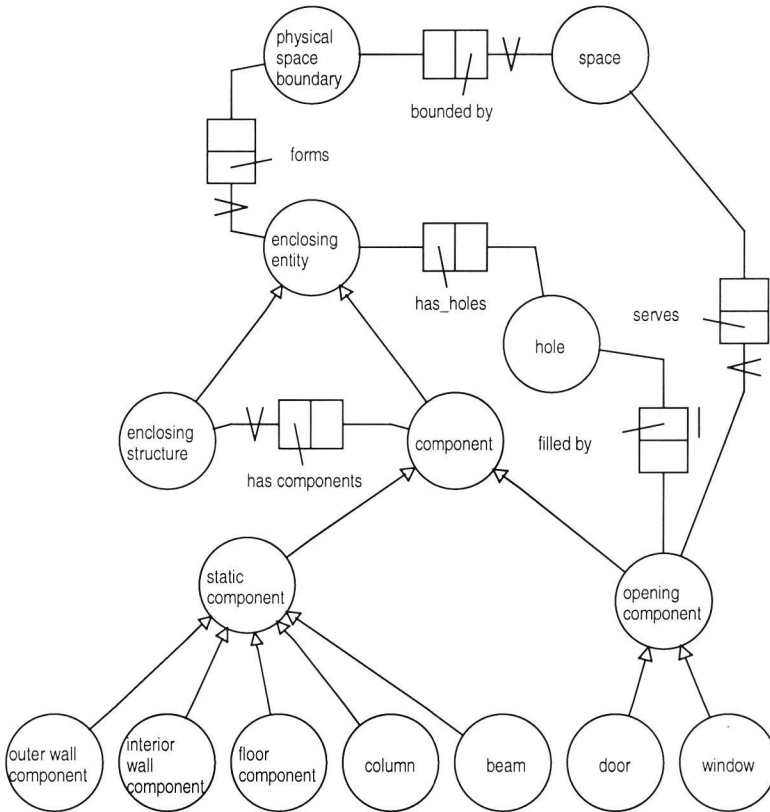 physical
space
boundary
space
bounded by
forms
enclosing
entity
has_holes
serves
hole
enclosing
structure
component
filled by
has components
static
component
opening
component
outer wall
component
interior
wall
component
floor
component
column
beam
door
window